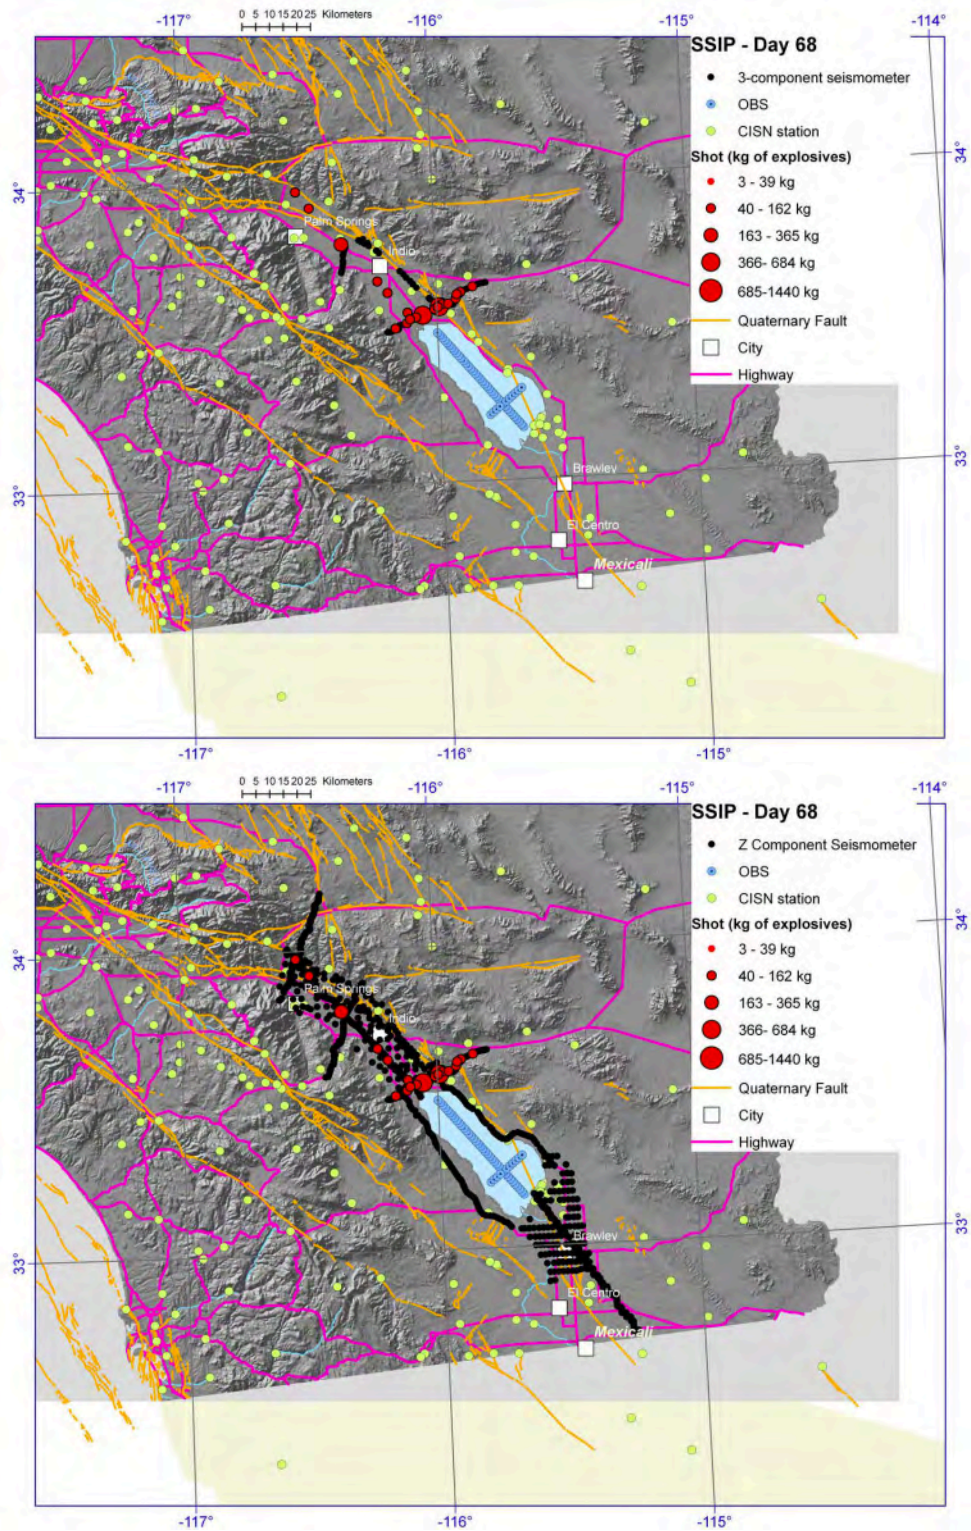 0 5 10 15 20 25 Kilometers
-117°
-116°
-115°
-114°
SSIP - Day 68
3-component seismometer
OBS
CISN station
Shot (kg of explosives)
3 - 39 kg
40 - 162 kg
163 - 365 kg
366- 684 kg
685-1440 kg
Quaternary Fault
City
Highway
34°
34°
Palm Springs
Indio
33°
33°
Brawley
El Centro
Mexicali
-117°
-116°
-115°
0 5 10 15 20 25 Kilometers
-117°
-116°
-115°
-114°
SSIP - Day 68
Z Component Seismometer
OBS
CISN station
Shot (kg of explosives)
3 - 39 kg
40 - 162 kg
163 - 365 kg
366- 684 kg
685-1440 kg
Quaternary Fault
City
Highway
34°
34°
Palm Springs
Indio
33°
33°
Brawley
El Centro
Mexicali
-117°
-116°
-115°